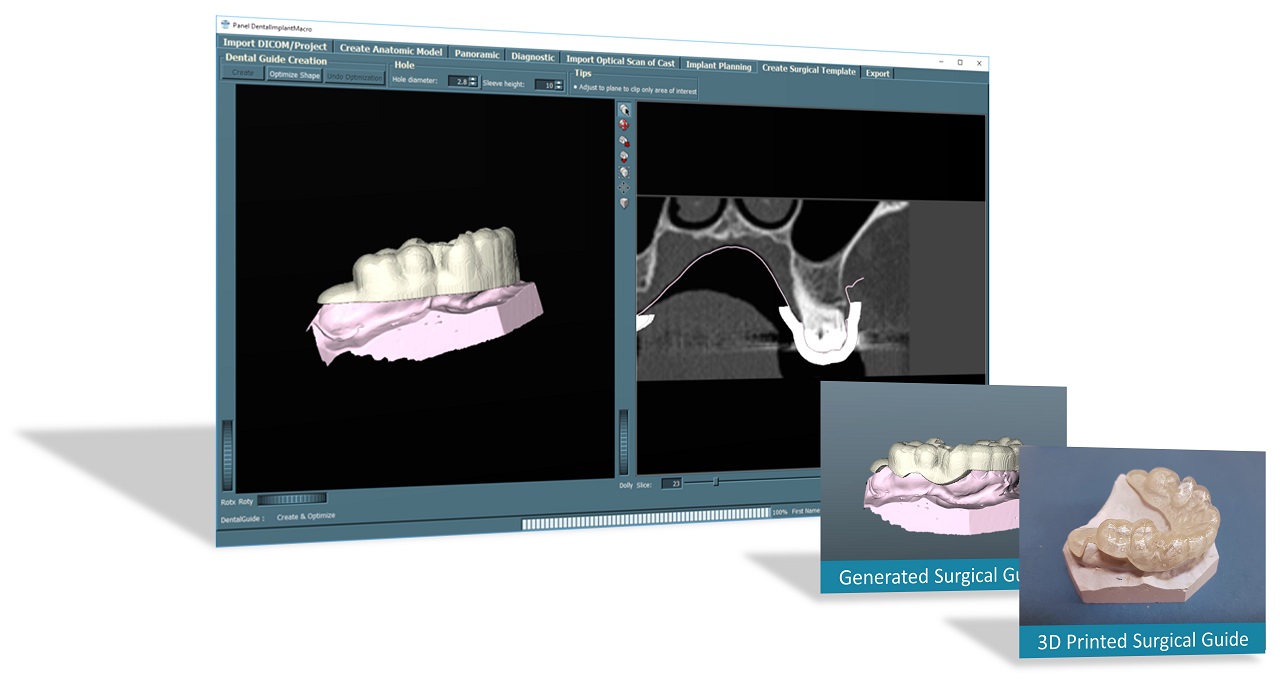 Panel DentalImplantMacro
Import DICOM/Project Create Anatomic Model Panoramic Diagnostic Import Optical Scan of Cast Implant Planning Create Surgical Template Export
Dental Guide Creation Hole Tips
Create Optimize Shape Undo Optimization Hole diameter: 2.8 Sleeve height: 10 • Adjust to plane to clip only area of interest
Rotx Roty
Dolly Slice: 23
DentalGuide : Create & Optimize
100% First Name
Generated Surgical Gu
3D Printed Surgical Guide